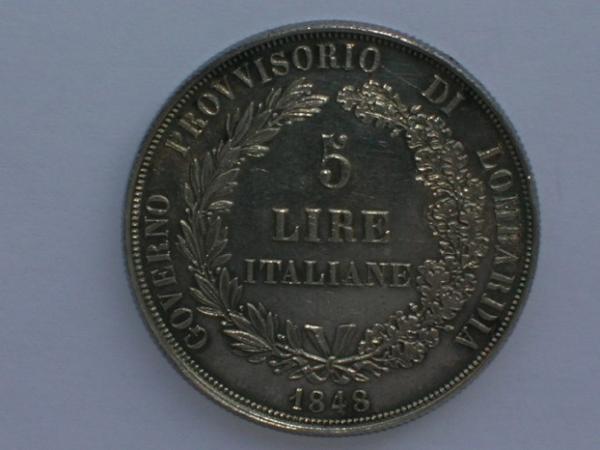 GOVERNO PROVVISORIO DI LOMBARDIA
5
LIRE
ITALIANE
1848